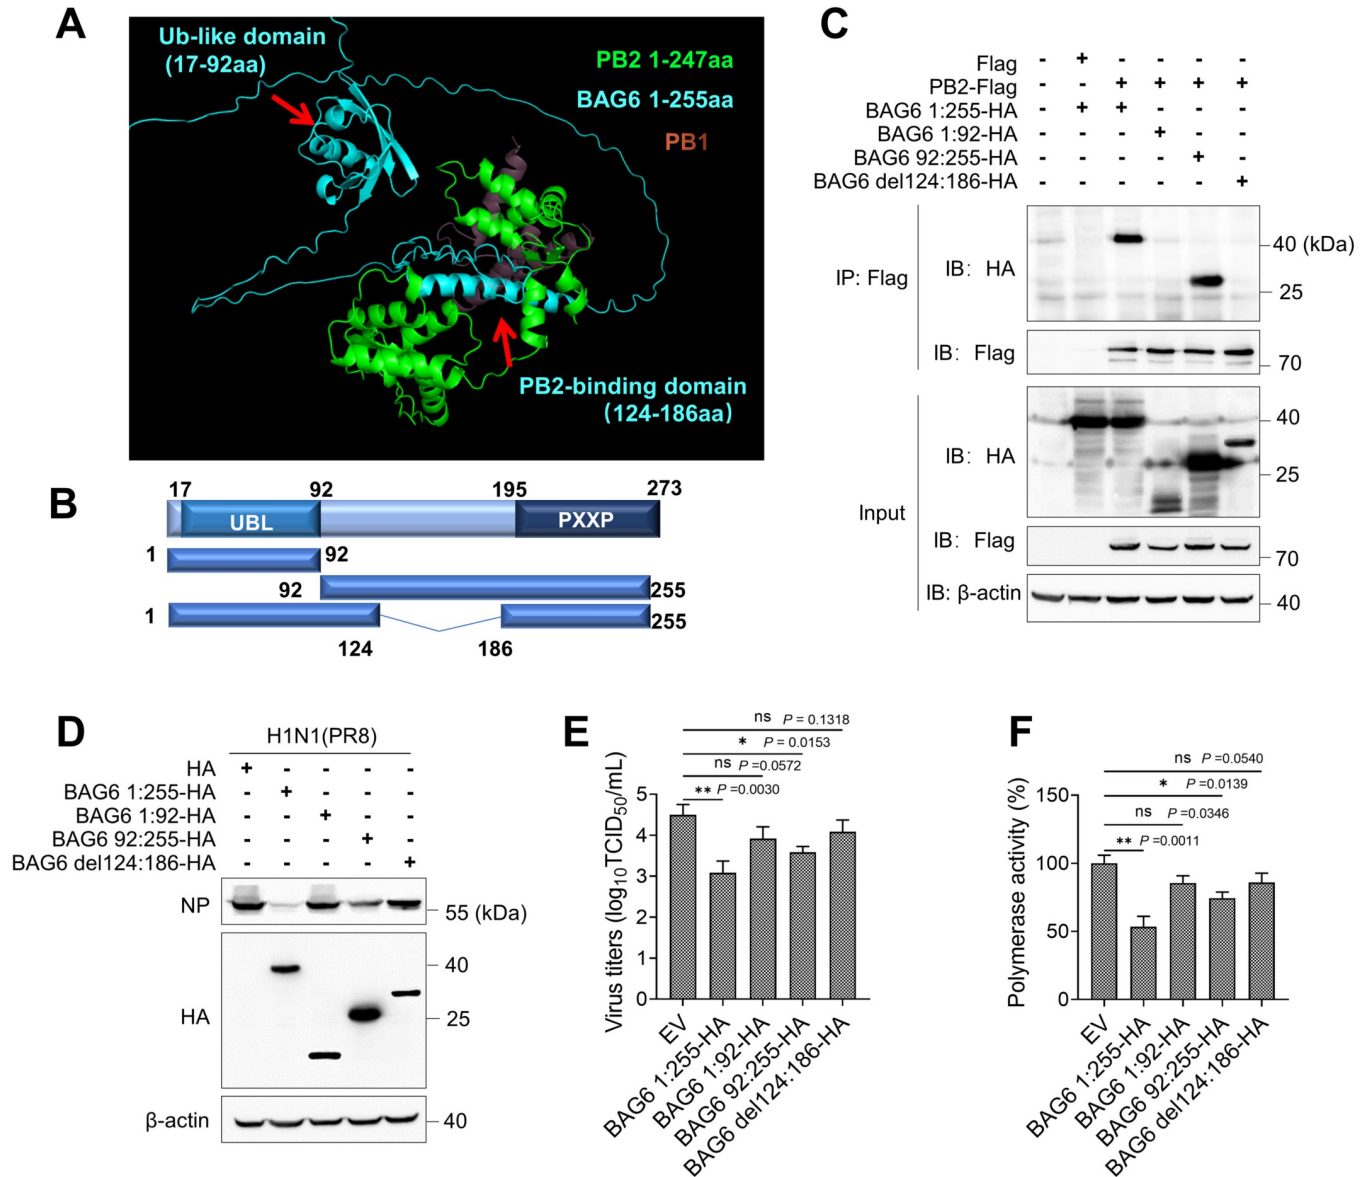 A
Ub-like domain
(17-92aa)
PB2 1-247aa
BAG6 1-255aa
PB1
PB2-binding domain
(124-186aa)
B
17 92 195 273
UBL PXXP
1 92
92 255
1 255
124 186
C
Flag - + - - - -
PB2-Flag - - + + + +
BAG6 1:255-HA - + + - - -
BAG6 1:92-HA - - - + - -
BAG6 92:255-HA - - - - + -
BAG6 del124:186-HA - - - - - +
IP: Flag
IB: HA
40 (kDa)
25
IB: Flag
70
Input
IB: HA
40
25
IB: Flag
70
IB: β-actin
40
D
H1N1(PR8)
HA + - - - -
BAG6 1:255-HA - + - - -
BAG6 1:92-HA - - + - -
BAG6 92:255-HA - - - + -
BAG6 del124:186-HA - - - - +
NP
55 (kDa)
HA
40
25
β-actin
40
E
ns P = 0.1318
* P = 0.0153
ns P =0.0572
** P =0.0030
Virus titers (log10TCID50/mL)
5
4
3
2
1
0
EV
BAG6 1:255-HA
BAG6 1:92-HA
BAG6 92:255-HA
BAG6 del124:186-HA
F
ns P =0.0540
* P =0.0139
ns P =0.0346
** P =0.0011
Polymerase activity (%)
150
100
50
0
EV
BAG6 1:255-HA
BAG6 1:92-HA
BAG6 92:255-HA
BAG6 del124:186-HA